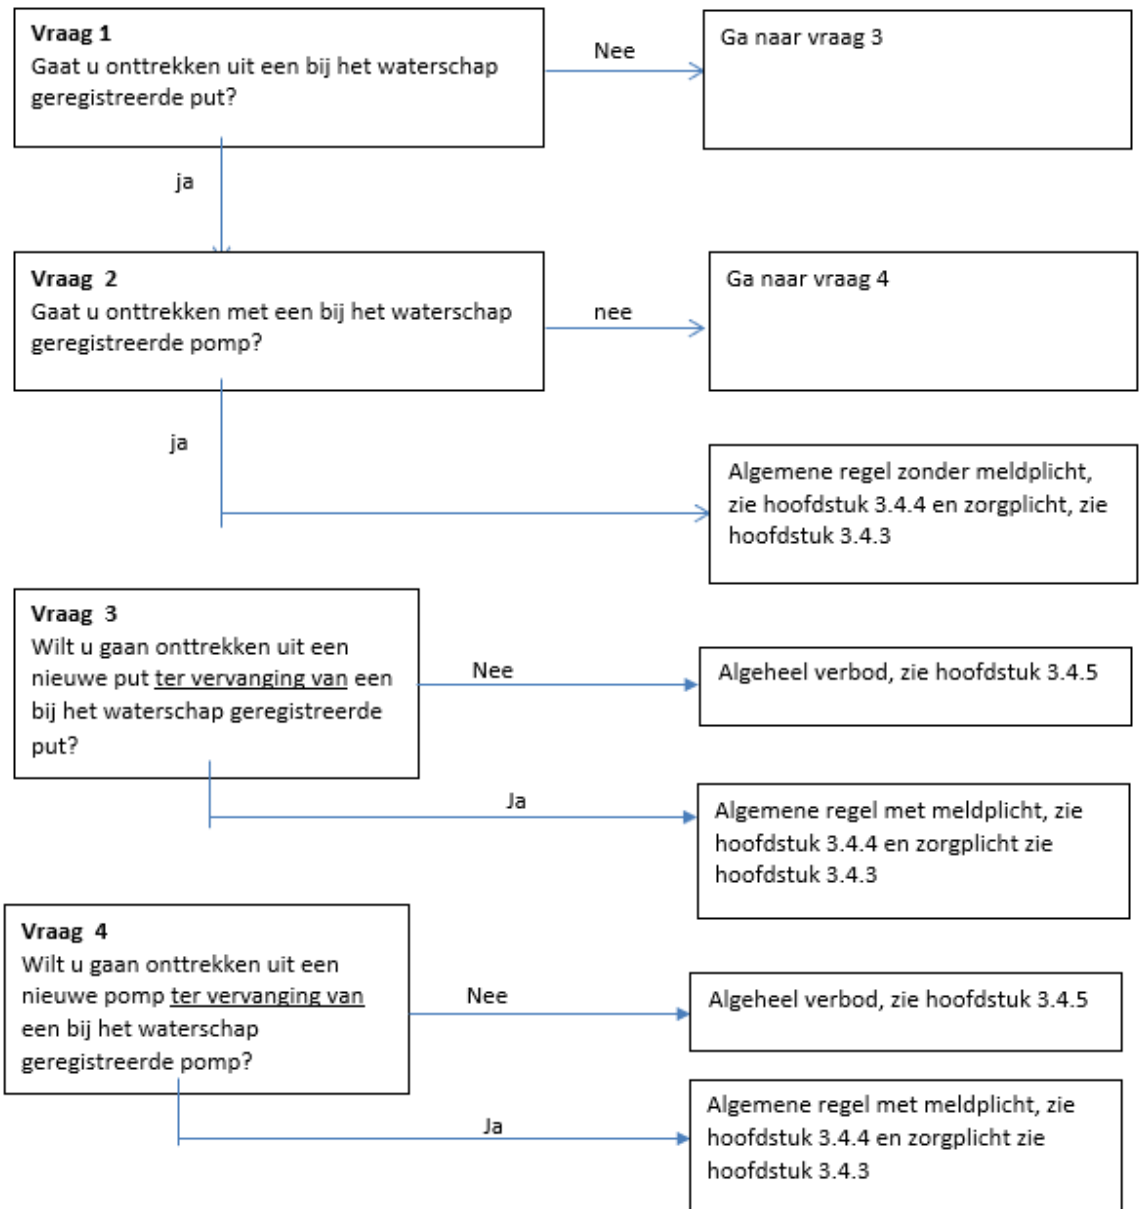 Vraag 1
Gaat u onttrekken uit een bij het waterschap
geregistreerde put?
Nee
Ga naar vraag 3
ja
Vraag 2
Gaat u onttrekken met een bij het waterschap
geregistreerde pomp?
nee
Ga naar vraag 4
ja
Algemene regel zonder meldplicht,
zie hoofdstuk 3.4.4 en zorgplicht, zie
hoofdstuk 3.4.3
Vraag 3
Wilt u gaan onttrekken uit een
nieuwe put ter vervanging van een
bij het waterschap geregistreerde
put?
Nee
Algeheel verbod, zie hoofdstuk 3.4.5
Ja
Algemene regel met meldplicht, zie
hoofdstuk 3.4.4 en zorgplicht zie
hoofdstuk 3.4.3
Vraag 4
Wilt u gaan onttrekken uit een
nieuwe pomp ter vervanging van
een bij het waterschap
geregistreerde pomp?
Nee
Algeheel verbod, zie hoofdstuk 3.4.5
Ja
Algemene regel met meldplicht, zie
hoofdstuk 3.4.4 en zorgplicht zie
hoofdstuk 3.4.3